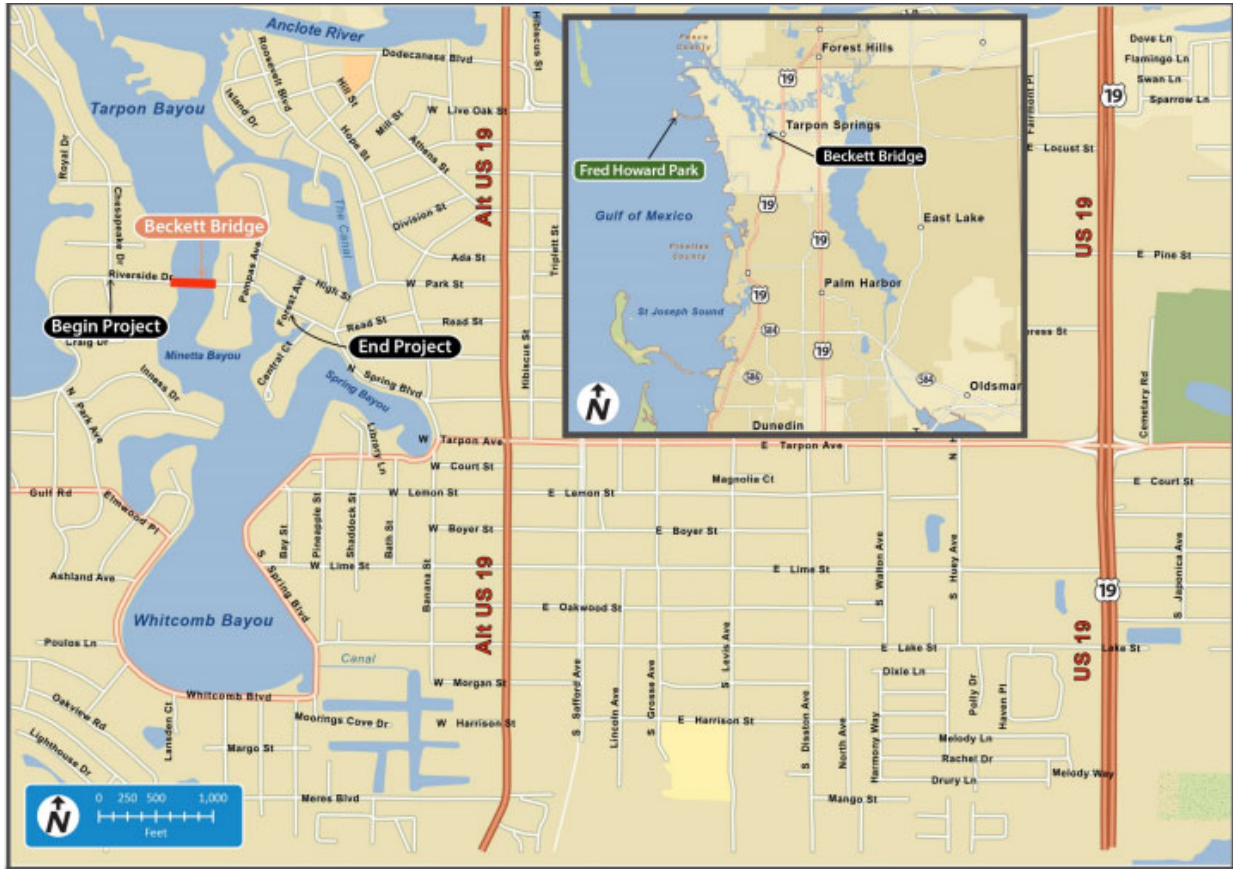 Anclote River
Dodecanese Blvd
Hibiscus St
Roosevelt Blvd
Hill St
Island Dr
Tarpon Bayou
W Live Oak St
Mill St
Hope St
Athens St
Royal Dr
Alt US 19
Chesapeake Dr
The Canal
Division St
Beckett Bridge
Triplett St
Ada St
Pampas Ave
Riverside Dr
High St
W Park St
Forest Ave
Begin Project
Read St
Read St
Craig Dr
End Project
Minetta Bayou
Central Ct
Hibiscus St
Inness Dr
N Spring Blvd
Spring Bayou
N Park Ave
Library Ln
W Tarpon Ave
E Tarpon Ave
Pasco
County
Forest Hills
19
Tarpon Springs
Fred Howard Park
Beckett Bridge
19
Gulf of Mexico
East Lake
Pinellas
County
19
Palm Harbor
19
St Joseph Sound
584
19
586
584
Oldsmar
N
Dunedin
Dove Ln
Flamingo Ln
Swan Ln
19
Sparrow Ln
Fairmont Pl
E Locust St
US 19
E Pine St
ress St
Cemetary Rd
N H
W Court St
Magnolia Ct
E Court St
Gulf Rd
W Lemon St
E Lemon St
Elmwood Pl
Bay St
Pineapple St
Shaddock St
Bath St
W Boyer St
E Boyer St
S Walton Ave
S Huey Ave
S Japonica Ave
W Lime St
E Lime St
Ashland Ave
S Spring Blvd
Banana St
19
E Oakwood St
Whitcomb Bayou
Alt US 19
US 19
Poulos Ln
Canal
E Lake St
Lake St
S Levis Ave
Dixie Ln
Whitcomb Blvd
W Morgan St
S Safford Ave
Lincoln Ave
S Grosse Ave
Polly Dr
Haven Pl
Oakview Rd
Lansden Ct
Moorings Cove Dr
W Harrison St
E Harrison St
S Disston Ave
North Ave
Harmony Way
Margo St
Melody Ln
Lighthouse Dr
Rachel Dr
Melody Way
Drury Ln
Meres Blvd
Mango St
N
0 250 500 1,000
Feet